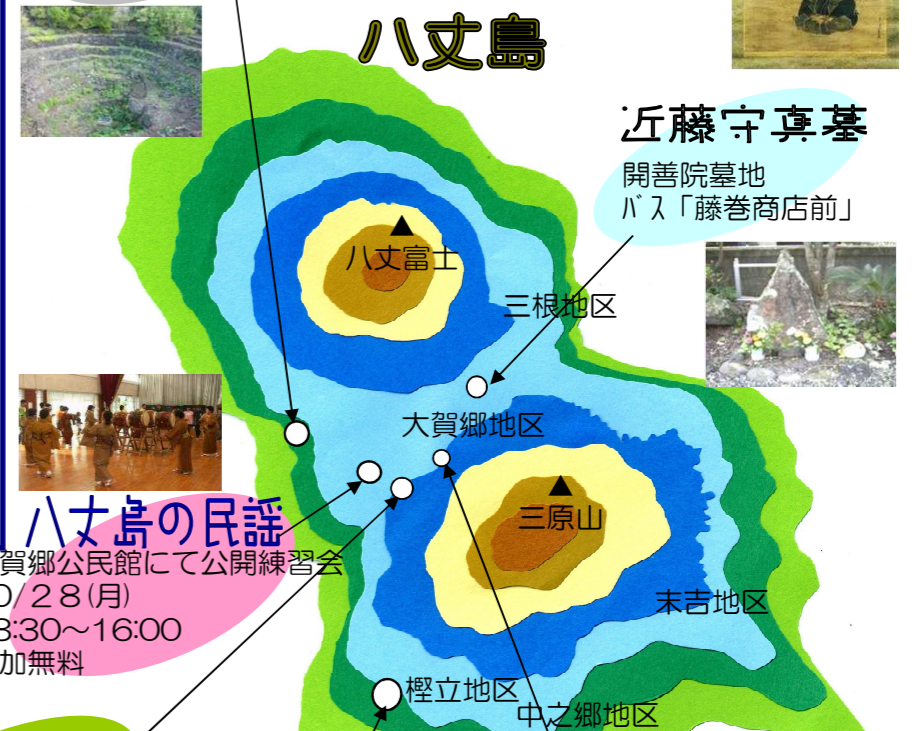 八丈島
近藤守真墓
開善院墓地
バス「藤巻商店前」
八丈富士
三根地区
大賀郷地区
三原山
八丈島の民謡
賀郷公民館にて公開練習会
0/28(月)
3:30～16:00
加無料
末吉地区
樫立地区
中之郷地区